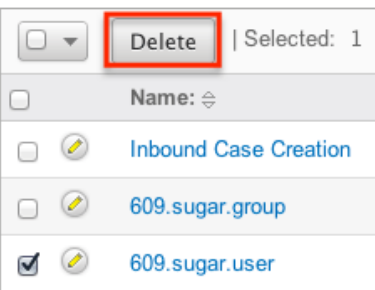 Delete | Selected: 1
Name:
Inbound Case Creation
609.sugar.group
609.sugar.user